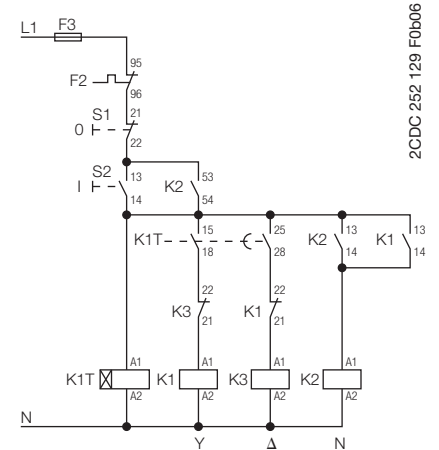 L1 F3
2CDC 252 129 F0b06
95
F2
96
S1 21
0
22
S2 13 53
I K2
14 54
15 25 13 13
K1T K2 K1
18 28 14 14
22 22
K3 K1
21 21
A1 A1 A1 A1
K1T K1 K3 K2
A2 A2 A2 A2
N
Y Δ N